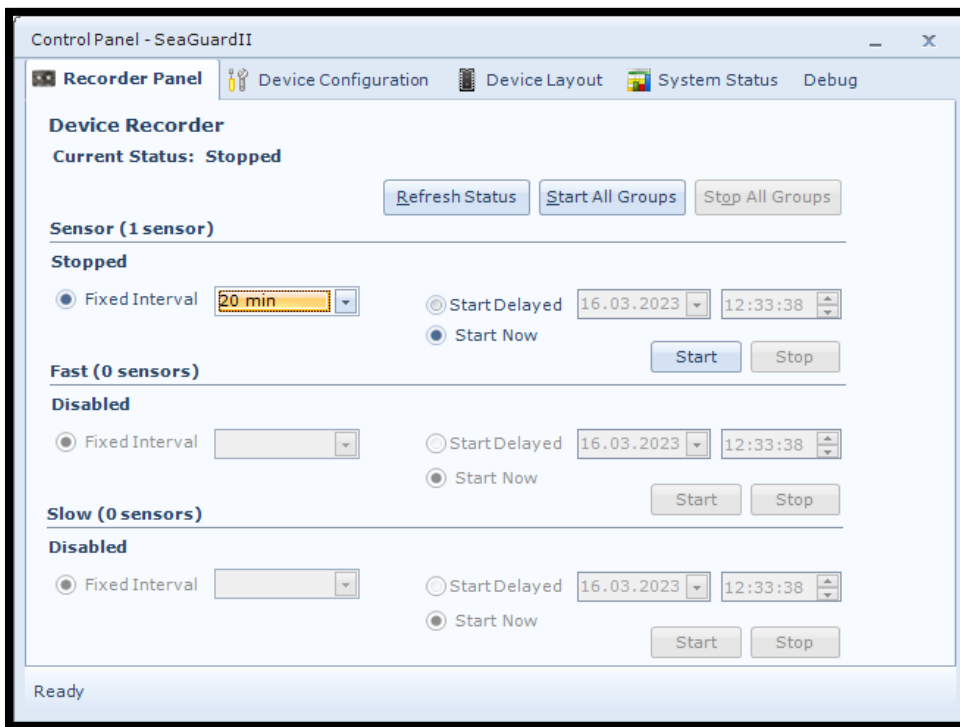 Control Panel - SeaGuardII
Recorder Panel Device Configuration Device Layout System Status Debug
Device Recorder
Current Status: Stopped
Refresh Status Start All Groups Stop All Groups
Sensor (1 sensor)
Stopped
Fixed Interval 20 min Start Delayed 16.03.2023 12:33:38
Start Now
Start Stop
Fast (0 sensors)
Disabled
Fixed Interval Start Delayed 16.03.2023 12:33:38
Start Now
Start Stop
Slow (0 sensors)
Disabled
Fixed Interval Start Delayed 16.03.2023 12:33:38
Start Now
Start Stop
Ready